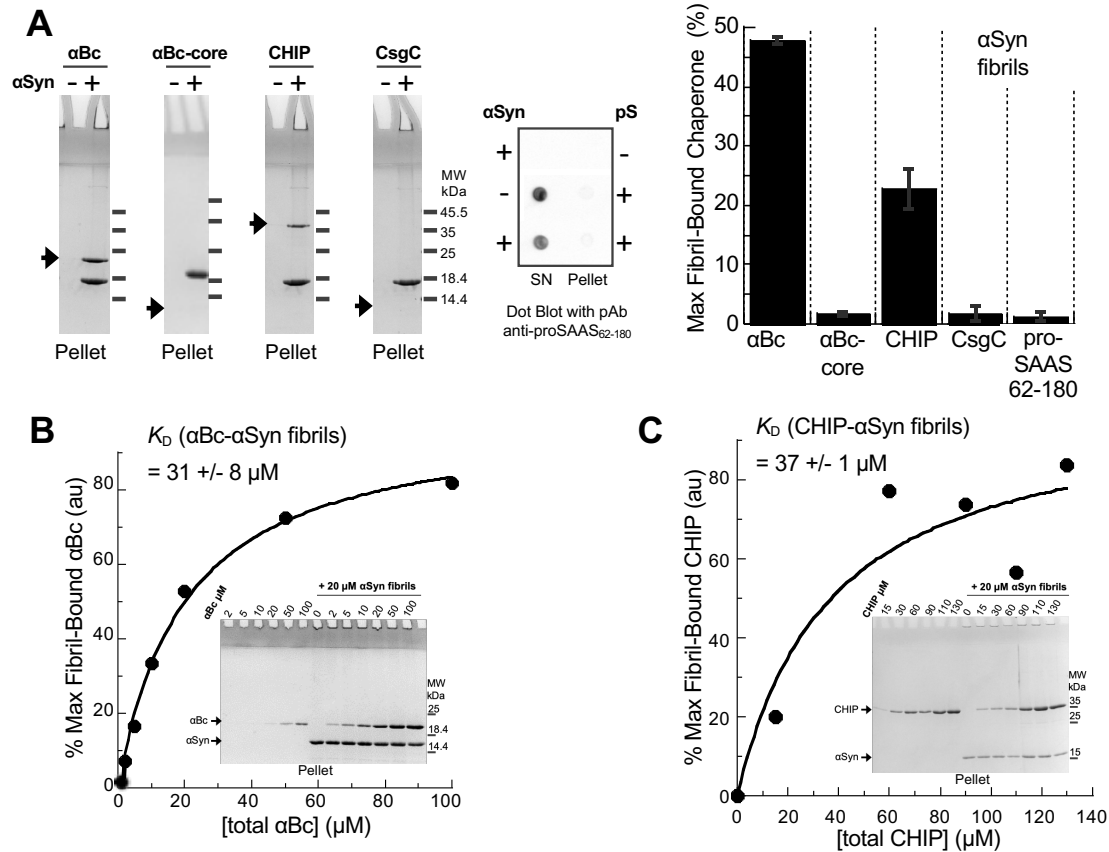 A
αBc αBc-core CHIP CsgC
αSyn - + - + - + - +
MW
kDa
45.5
35
25
18.4
14.4
Pellet Pellet Pellet Pellet
αSyn pS
+ -
- +
+ +
SN Pellet
Dot Blot with pAb
anti-proSAAS62-180
Max Fibril-Bound Chaperone (%)
50
40
30
20
10
0
αSyn
fibrils
αBc αBc-core CHIP CsgC pro-SAAS 62-180
B
KD (αBc-αSyn fibrils)
= 31 +/- 8 µM
% Max Fibril-Bound αBc (au)
80
60
40
20
0
0 20 40 60 80 100
[total αBc] (µM)
+ 20 µM αSyn fibrils
αBc µM
2 5 10 20 50 100 0 2 5 10 20 50 100
MW
kDa
25
18.4
14.4
αBc
αSyn
Pellet
C
KD (CHIP-αSyn fibrils)
= 37 +/- 1 µM
% Max Fibril-Bound CHIP (au)
80
60
40
20
0
0 20 40 60 80 100 120 140
[total CHIP] (µM)
+ 20 µM αSyn fibrils
CHIP µM
15 30 60 90 110 130 0 15 30 60 90 110 130
MW
kDa
35
25
15
CHIP
αSyn
Pellet